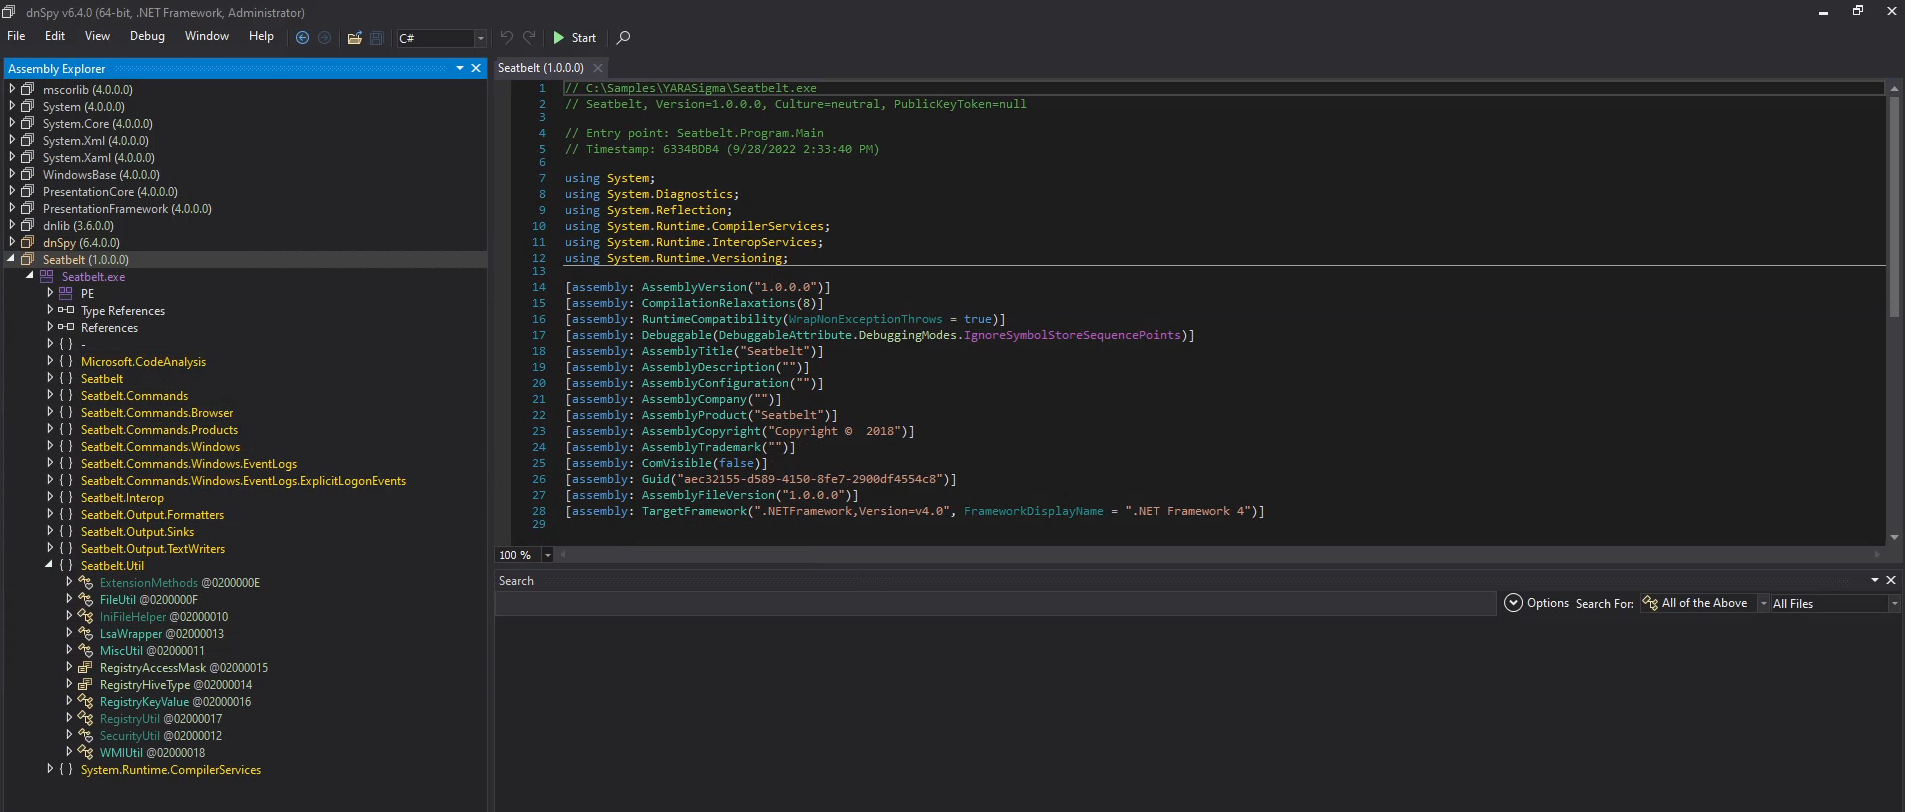 dnSpy v6.4.0 (64-bit, .NET Framework, Administrator)
File Edit View Debug Window Help C# Start
Assembly Explorer
mscorlib (4.0.0.0)
System (4.0.0.0)
System.Core (4.0.0.0)
System.Xml (4.0.0.0)
System.Xaml (4.0.0.0)
WindowsBase (4.0.0.0)
PresentationCore (4.0.0.0)
PresentationFramework (4.0.0.0)
dnlib (3.6.0.0)
dnSpy (6.4.0.0)
Seatbelt (1.0.0.0)
Seatbelt.exe
PE
Type References
References
{ } -
{ } Microsoft.CodeAnalysis
{ } Seatbelt
{ } Seatbelt.Commands
{ } Seatbelt.Commands.Browser
{ } Seatbelt.Commands.Products
{ } Seatbelt.Commands.Windows
{ } Seatbelt.Commands.Windows.EventLogs
{ } Seatbelt.Commands.Windows.EventLogs.ExplicitLogonEvents
{ } Seatbelt.Interop
{ } Seatbelt.Output.Formatters
{ } Seatbelt.Output.Sinks
{ } Seatbelt.Output.TextWriters
{ } Seatbelt.Util
ExtensionMethods @0200000E
FileUtil @0200000F
IniFileHelper @02000010
LsaWrapper @02000013
MiscUtil @02000011
RegistryAccessMask @02000015
RegistryHiveType @02000014
RegistryKeyValue @02000016
RegistryUtil @02000017
SecurityUtil @02000012
WMIUtil @02000018
{ } System.Runtime.CompilerServices
Seatbelt (1.0.0.0)
1 // C:\Samples\YARASigma\Seatbelt.exe
2 // Seatbelt, Version=1.0.0.0, Culture=neutral, PublicKeyToken=null
3
4 // Entry point: Seatbelt.Program.Main
5 // Timestamp: 6334BDB4 (9/28/2022 2:33:40 PM)
6
7 using System;
8 using System.Diagnostics;
9 using System.Reflection;
10 using System.Runtime.CompilerServices;
11 using System.Runtime.InteropServices;
12 using System.Runtime.Versioning;
13
14 [assembly: AssemblyVersion("1.0.0.0")]
15 [assembly: CompilationRelaxations(8)]
16 [assembly: RuntimeCompatibility(WrapNonExceptionThrows = true)]
17 [assembly: Debuggable(DebuggableAttribute.DebuggingModes.IgnoreSymbolStoreSequencePoints)]
18 [assembly: AssemblyTitle("Seatbelt")]
19 [assembly: AssemblyDescription("")]
20 [assembly: AssemblyConfiguration("")]
21 [assembly: AssemblyCompany("")]
22 [assembly: AssemblyProduct("Seatbelt")]
23 [assembly: AssemblyCopyright("Copyright ©  2018")]
24 [assembly: AssemblyTrademark("")]
25 [assembly: ComVisible(false)]
26 [assembly: Guid("aec32155-d589-4150-8fe7-2900df4554c8")]
27 [assembly: AssemblyFileVersion("1.0.0.0")]
28 [assembly: TargetFramework(".NETFramework,Version=v4.0", FrameworkDisplayName = ".NET Framework 4")]
29
100 %
Search
Options Search For: All of the Above All Files